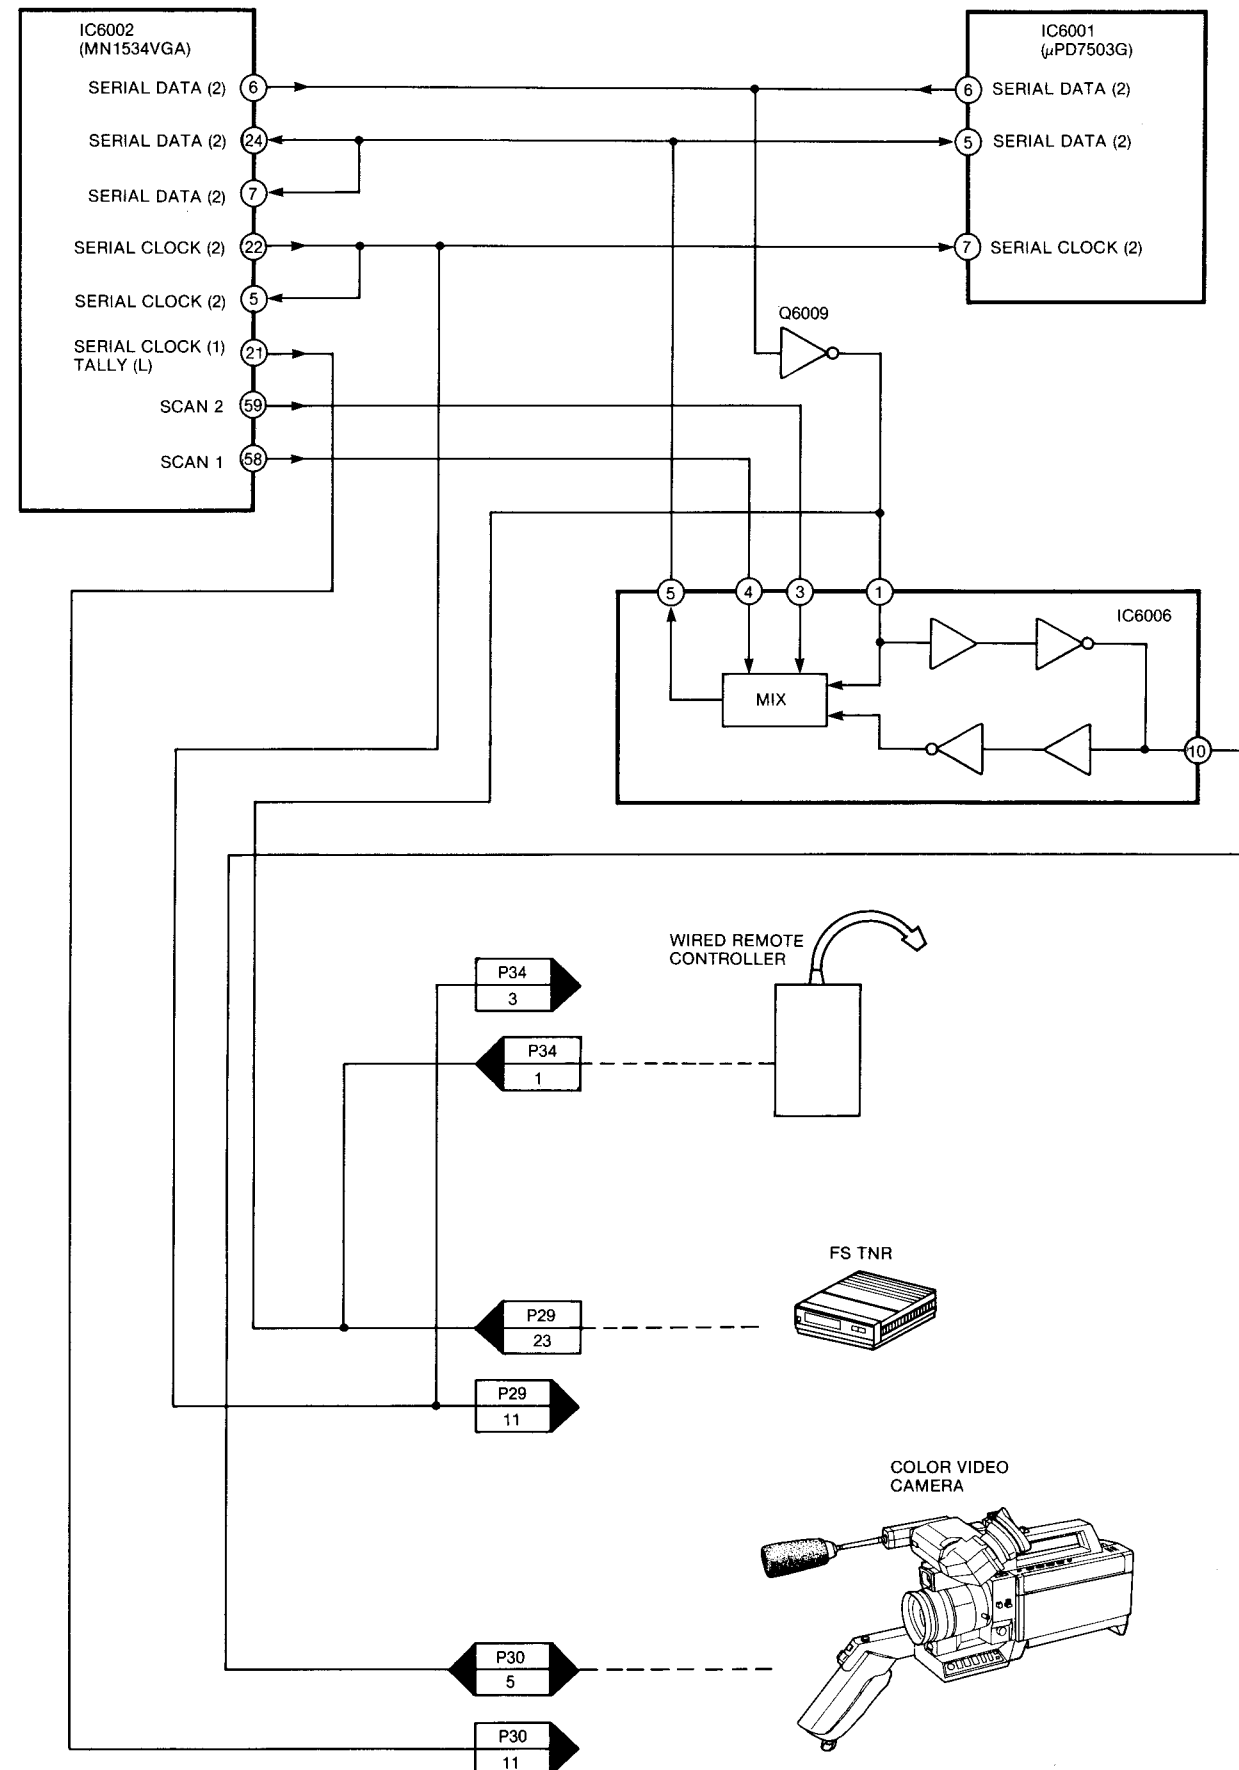 IC6002
(MN1534VGA)
SERIAL DATA (2) 6
SERIAL DATA (2) 24
SERIAL DATA (2) 7
SERIAL CLOCK (2) 22
SERIAL CLOCK (2) 5
SERIAL CLOCK (1) 21
TALLY (L)
SCAN 2 59
SCAN 1 58
IC6001
(μPD7503G)
6 SERIAL DATA (2)
5 SERIAL DATA (2)
7 SERIAL CLOCK (2)
Q6009
5 4 3 1
IC6006
MIX
10
WIRED REMOTE
CONTROLLER
P34
3
P34
1
FS TNR
P29
23
P29
11
COLOR VIDEO
CAMERA
P30
5
P30
11